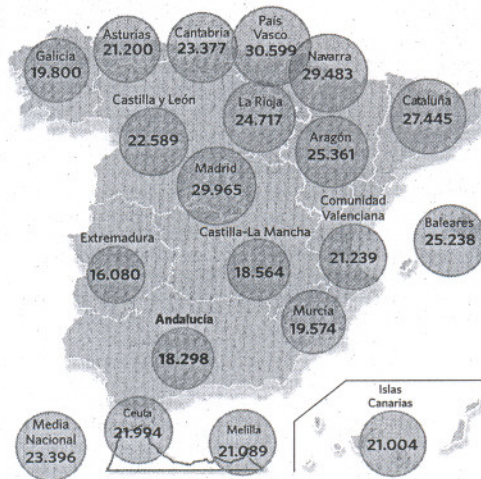 País
Vasco
30.599
Cantabria
23.377
Asturias
21.200
Galicia
19.800
Navarra
29.483
Castilla y León
22.589
La Rioja
24.717
Cataluña
27.445
Aragón
25.361
Madrid
29.965
Comunidad
Valenciana
21.239
Baleares
25.238
Extremadura
16.080
Castilla-La Mancha
18.564
Murcia
19.574
Andalucía
18.298
Islas
Canarias
21.004
Media
Nacional
23.396
Ceuta
21.994
Melilla
21.089